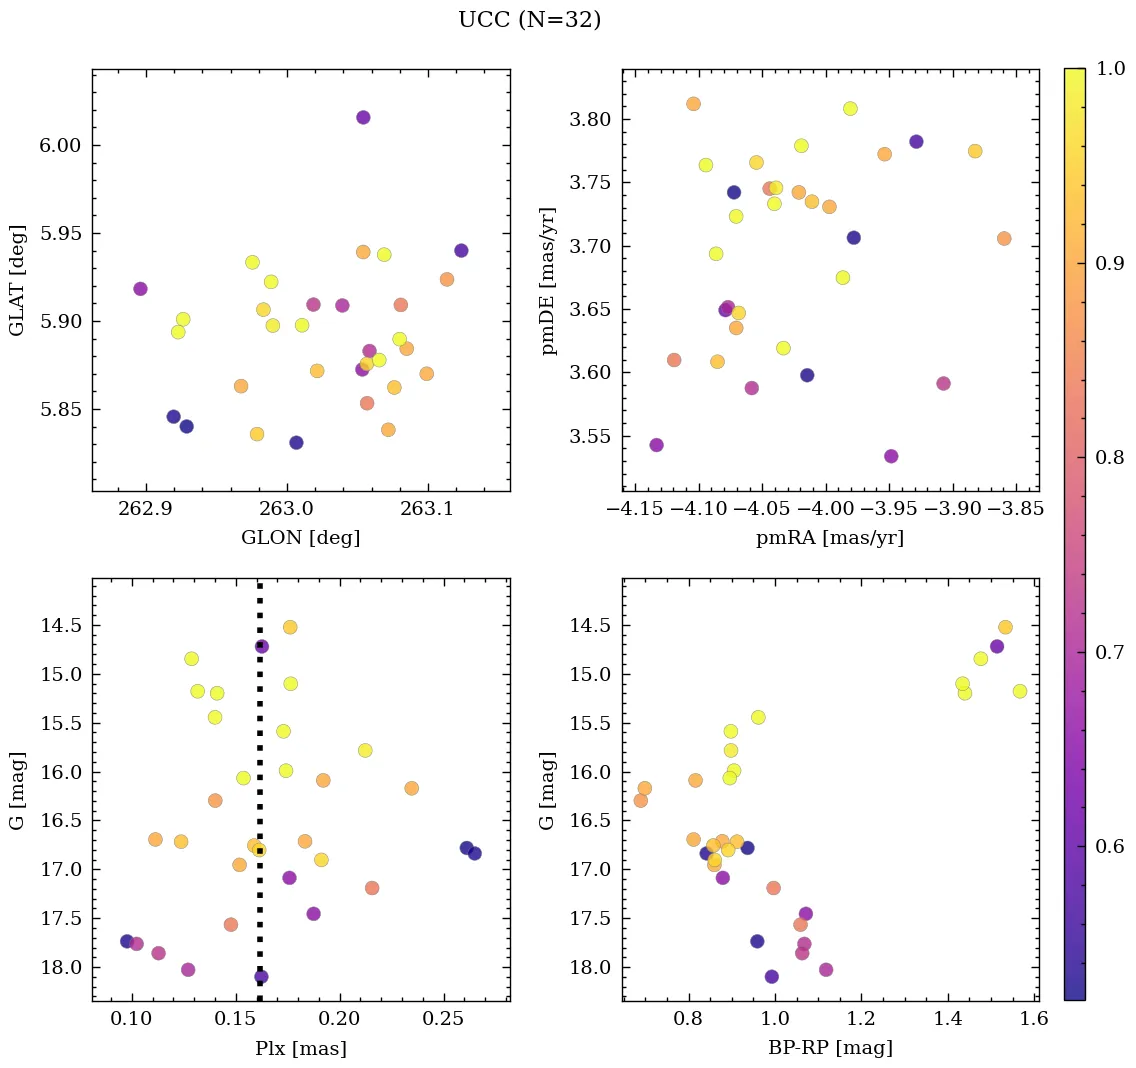 UCC (N=32)
6.00
5.95
5.90
5.85
GLAT [deg]
262.9 263.0 263.1
GLON [deg]
3.80
3.75
3.70
3.65
3.60
3.55
pmDE [mas/yr]
−4.15 −4.10 −4.05 −4.00 −3.95 −3.90 −3.85
pmRA [mas/yr]
14.5
15.0
15.5
16.0
16.5
17.0
17.5
18.0
G [mag]
0.10 0.15 0.20 0.25
Plx [mas]
14.5
15.0
15.5
16.0
16.5
17.0
17.5
18.0
G [mag]
0.8 1.0 1.2 1.4 1.6
BP-RP [mag]
1.0
0.9
0.8
0.7
0.6